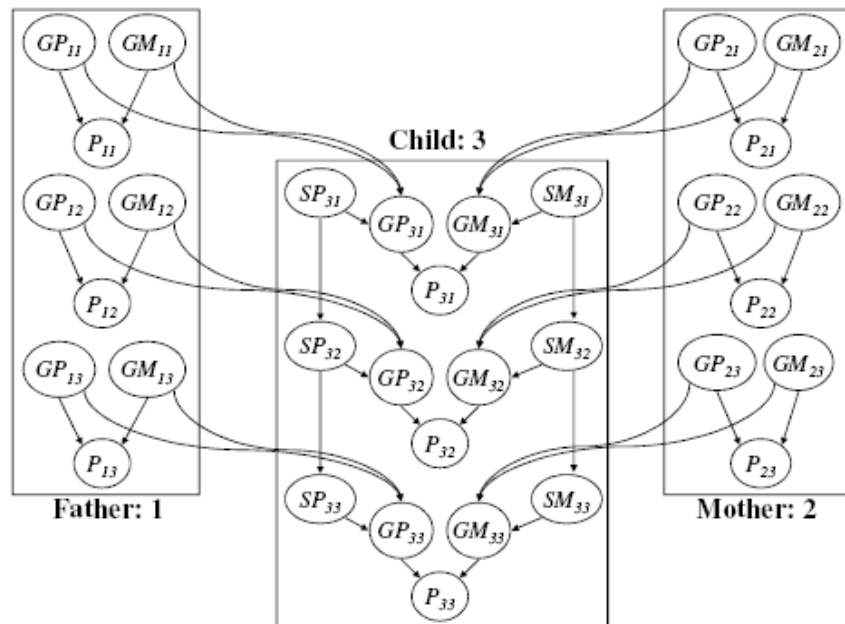 GP11 GM11 GP21 GM21
P11 Child: 3 P21
GP12 GM12 SP31 SM31 GP22 GM22
GP31 GM31
P31
P12 P22
GP13 GM13 SP32 SM32 GP23 GM23
GP32 GM32
P32
P13 P23
SP33 SM33
Father: 1 Mother: 2
GP33 GM33
P33